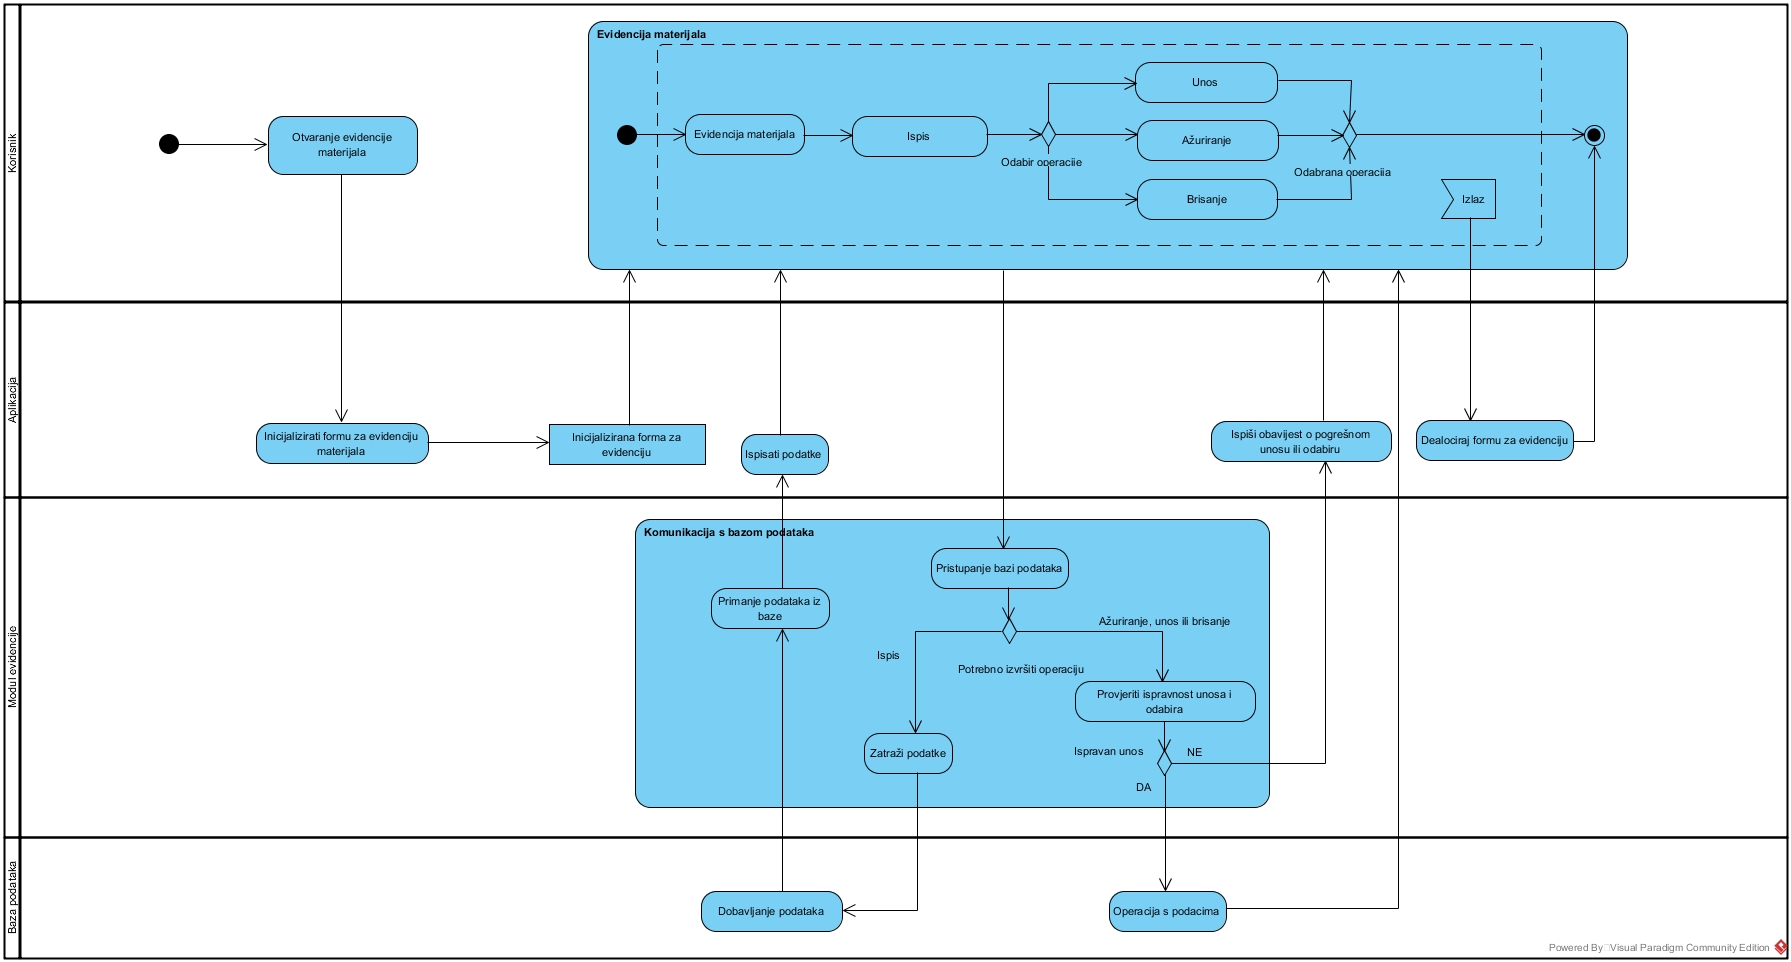 Korisnik
Evidencija materijala
Otvaranje evidencije
materijala
Evidencija materijala
Ispis
Odabir operacije
Unos
Ažuriranje
Brisanje
Odabrana operacija
Izlaz
Aplikacija
Inicijalizirati formu za evidenciju
materijala
Inicijalizirana forma za
evidenciju
Ispisati podatke
Ispiši obavijest o pogrešnom
unosu ili odabiru
Dealociraj formu za evidenciju
Modul evidencije
Komunikacija s bazom podataka
Pristupanje bazi podataka
Primanje podataka iz
baze
Ažuriranje, unos ili brisanje
Ispis
Potrebno izvršiti operaciju
Provjeriti ispravnost unosa i
odabira
Zatraži podatke
Ispravan unos
NE
DA
Baza podataka
Dobavljanje podataka
Operacija s podacima
Powered By Visual Paradigm Community Edition